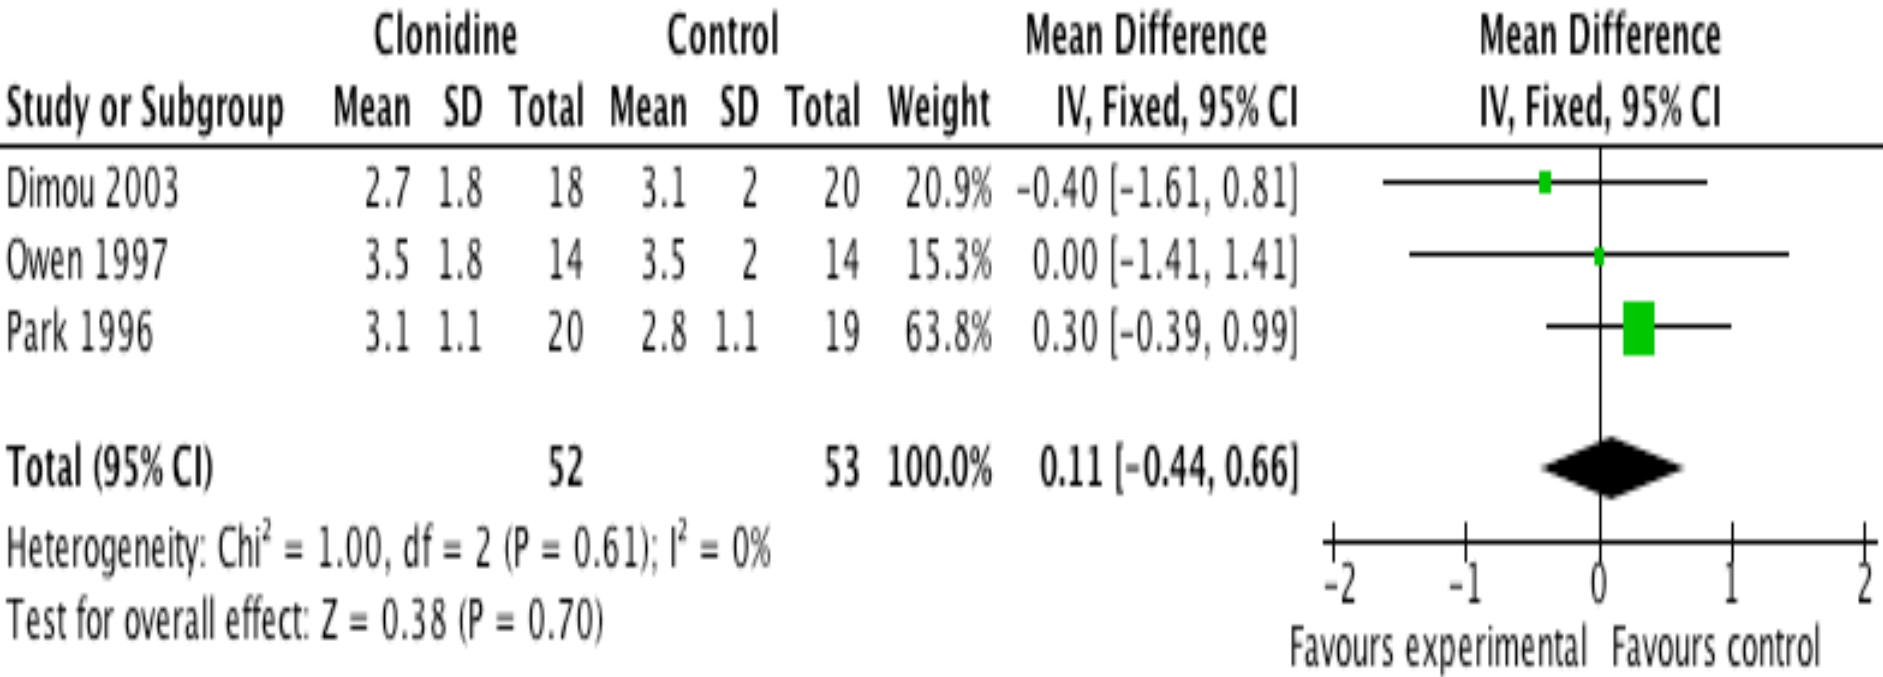 Clonidine Control Mean Difference Mean Difference
Study or Subgroup Mean SD Total Mean SD Total Weight IV, Fixed, 95% CI IV, Fixed, 95% CI
Dimou 2003 2.7 1.8 18 3.1 2 20 20.9% -0.40 [-1.61, 0.81]
Owen 1997 3.5 1.8 14 3.5 2 14 15.3% 0.00 [-1.41, 1.41]
Park 1996 3.1 1.1 20 2.8 1.1 19 63.8% 0.30 [-0.39, 0.99]
Total (95% CI) 52 53 100.0% 0.11 [-0.44, 0.66]
Heterogeneity: Chi² = 1.00, df = 2 (P = 0.61); I² = 0%
Test for overall effect: Z = 0.38 (P = 0.70)
-2 -1 0 1 2
Favours experimental Favours control